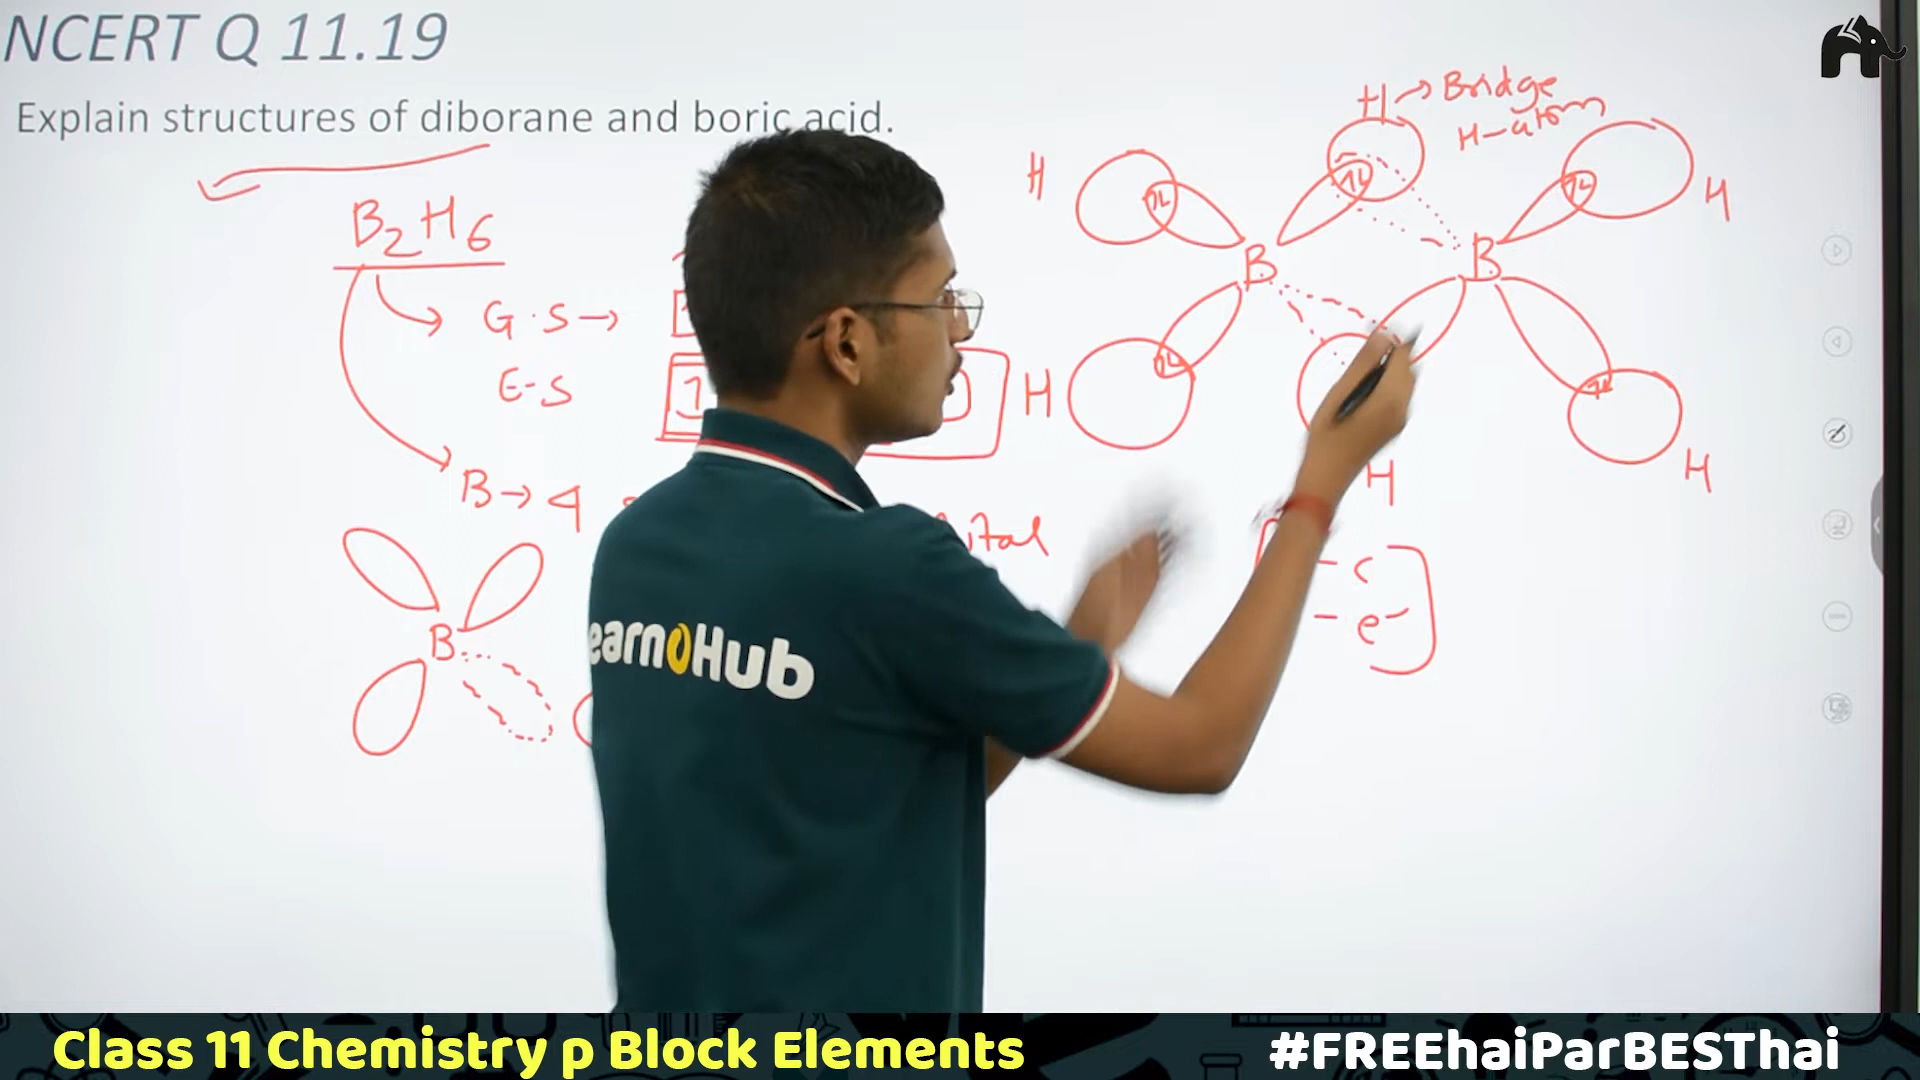 NCERT Q 11.19
Explain structures of diborane and boric acid.
B2H6
G.S →
E-S
B → 4
B
H → Bridge
H-atom
H
H
B
B
H
H
H
- c
- e-
earnoHub
Class 11 Chemistry p Block Elements
#FREEhaiParBESThai